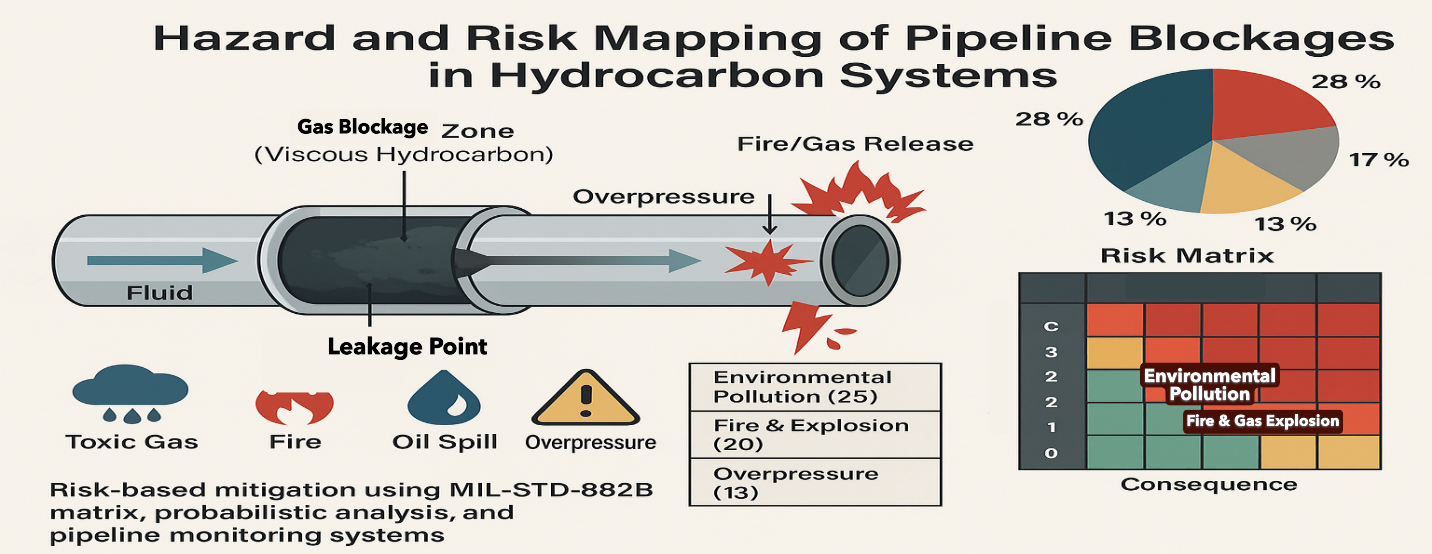 Hazard and Risk Mapping of Pipeline Blockages
in Hydrocarbon Systems
Gas Blockage Zone
(Viscous Hydrocarbon)
Fluid
Leakage Point
Overpressure
Fire/Gas Release
28 %
28 %
17 %
13 %
13 %
Toxic Gas
Fire
Oil Spill
Overpressure
Environmental
Pollution (25)
Fire & Explosion
(20)
Overpressure
(13)
Risk Matrix
C
3
2
2
1
0
Environmental
Pollution
Fire & Gas Explosion
Consequence
Risk-based mitigation using MIL-STD-882B
matrix, probabilistic analysis, and
pipeline monitoring systems